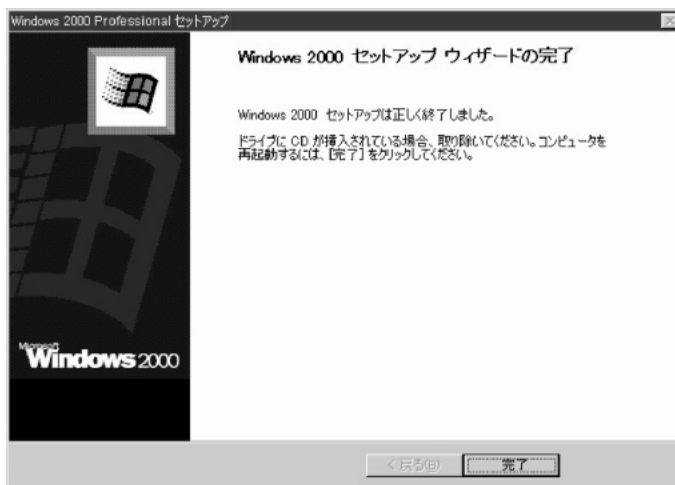 Windows 2000 Professional セットアップ
Windows 2000 セットアップ ウィザードの完了
Windows 2000 セットアップは正しく終了しました。
ドライブに CD が挿入されている場合、取り除いてください。コンピュータを
再起動するには、[完了] をクリックしてください。
Microsoft
Windows 2000
< 戻る(B)
完了